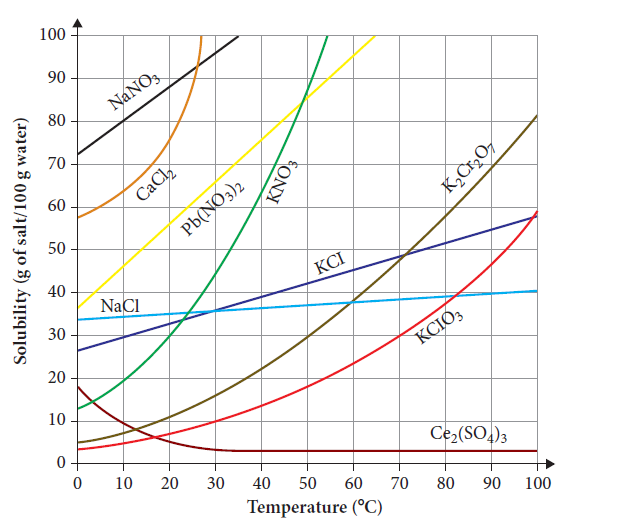 100
90
80
70
60
50
40
30
20
10
0
Solubility (g of salt/100 g water)
NaNO₃
CaCl₂
Pb(NO₃)₂
KNO₃
K₂Cr₂O₇
KCI
NaCl
KCIO₃
Ce₂(SO₄)₃
0 10 20 30 40 50 60 70 80 90 100
Temperature (°C)